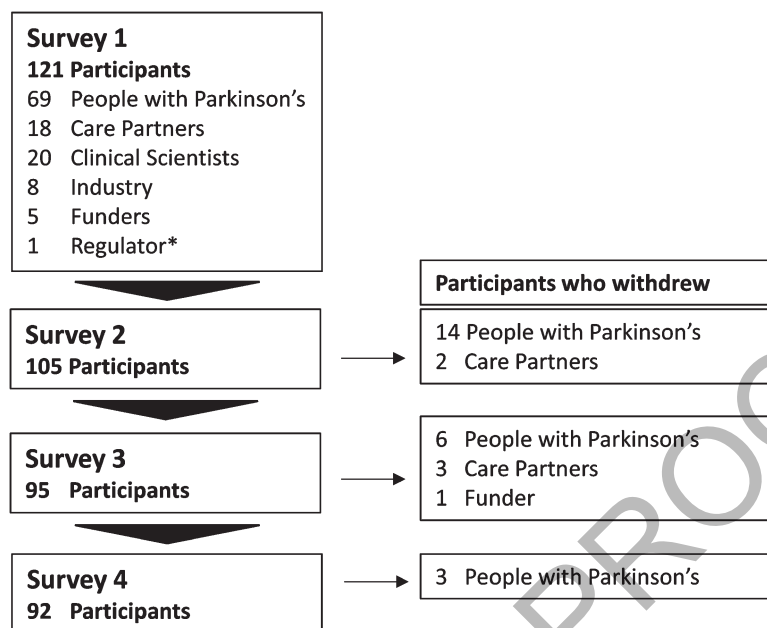 Survey 1
121 Participants
69 People with Parkinson's
18 Care Partners
20 Clinical Scientists
8 Industry
5 Funders
1 Regulator*
Participants who withdrew
Survey 2
105 Participants
14 People with Parkinson's
2 Care Partners
Survey 3
95 Participants
6 People with Parkinson's
3 Care Partners
1 Funder
Survey 4
92 Participants
3 People with Parkinson's